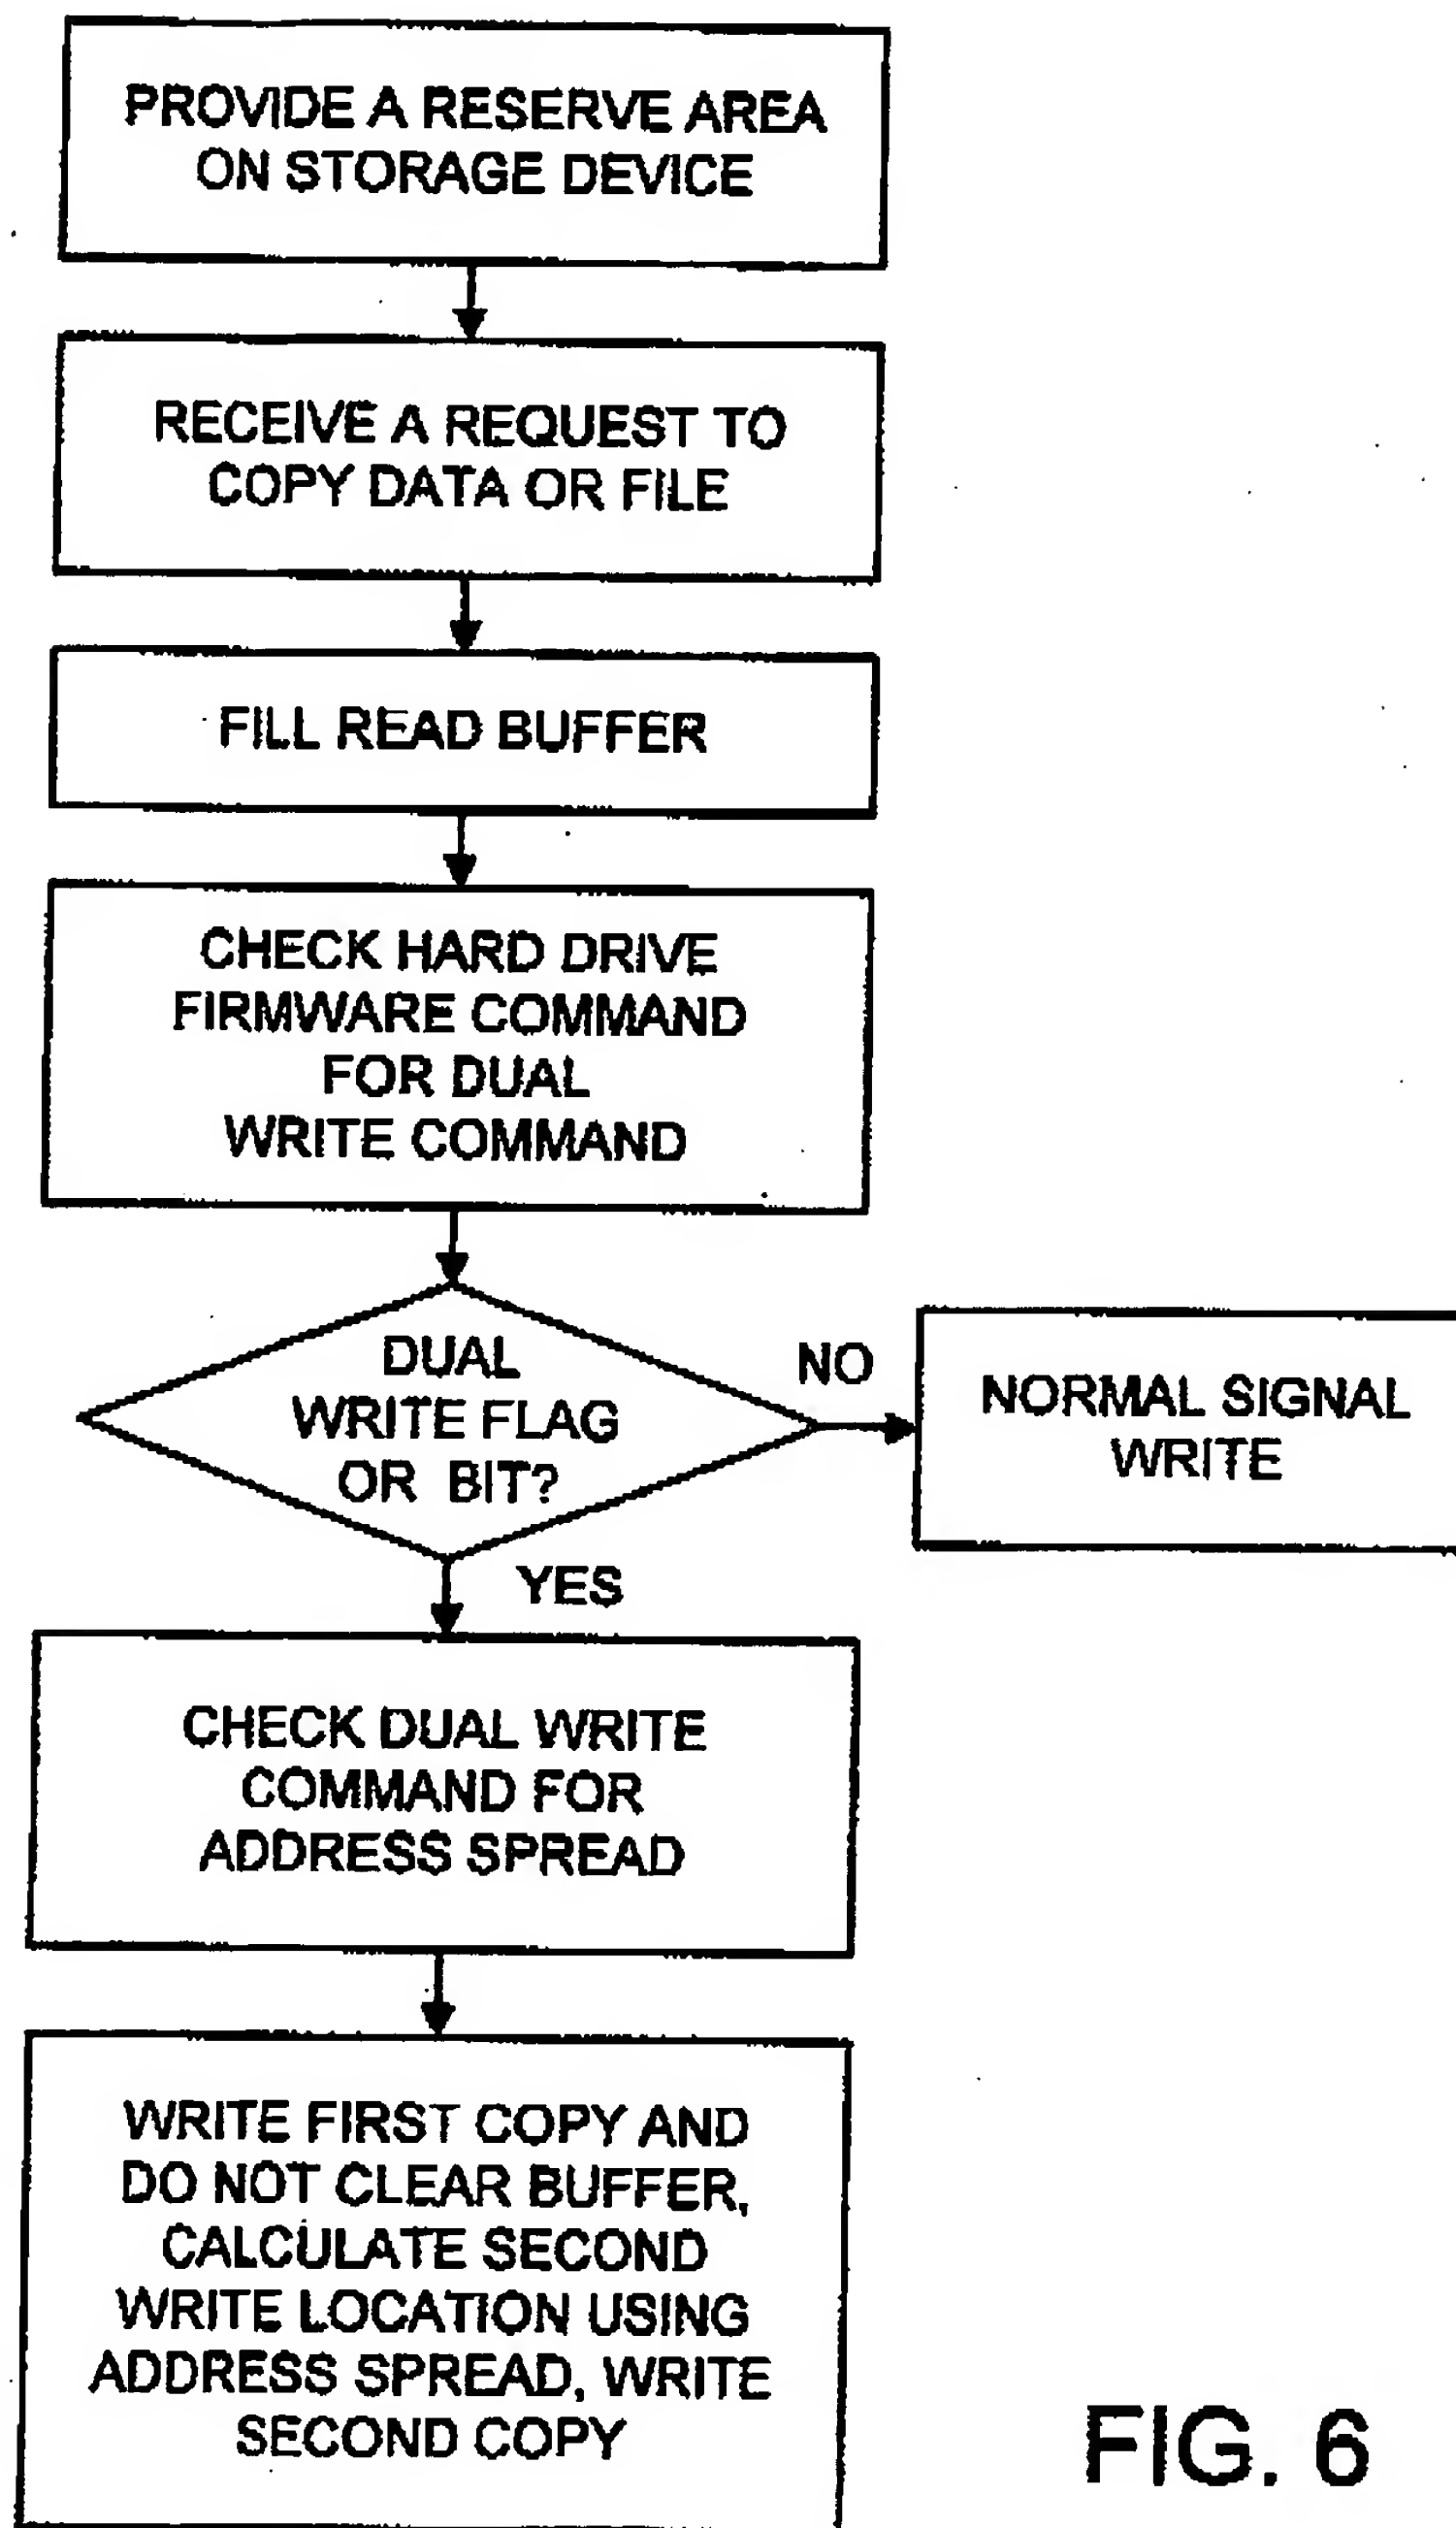 PROVIDE A RESERVE AREA
ON STORAGE DEVICE
RECEIVE A REQUEST TO
COPY DATA OR FILE
FILL READ BUFFER
CHECK HARD DRIVE
FIRMWARE COMMAND
FOR DUAL
WRITE COMMAND
DUAL
WRITE FLAG
OR BIT?
NO
NORMAL SIGNAL
WRITE
YES
CHECK DUAL WRITE
COMMAND FOR
ADDRESS SPREAD
WRITE FIRST COPY AND
DO NOT CLEAR BUFFER,
CALCULATE SECOND
WRITE LOCATION USING
ADDRESS SPREAD, WRITE
SECOND COPY
FIG. 6